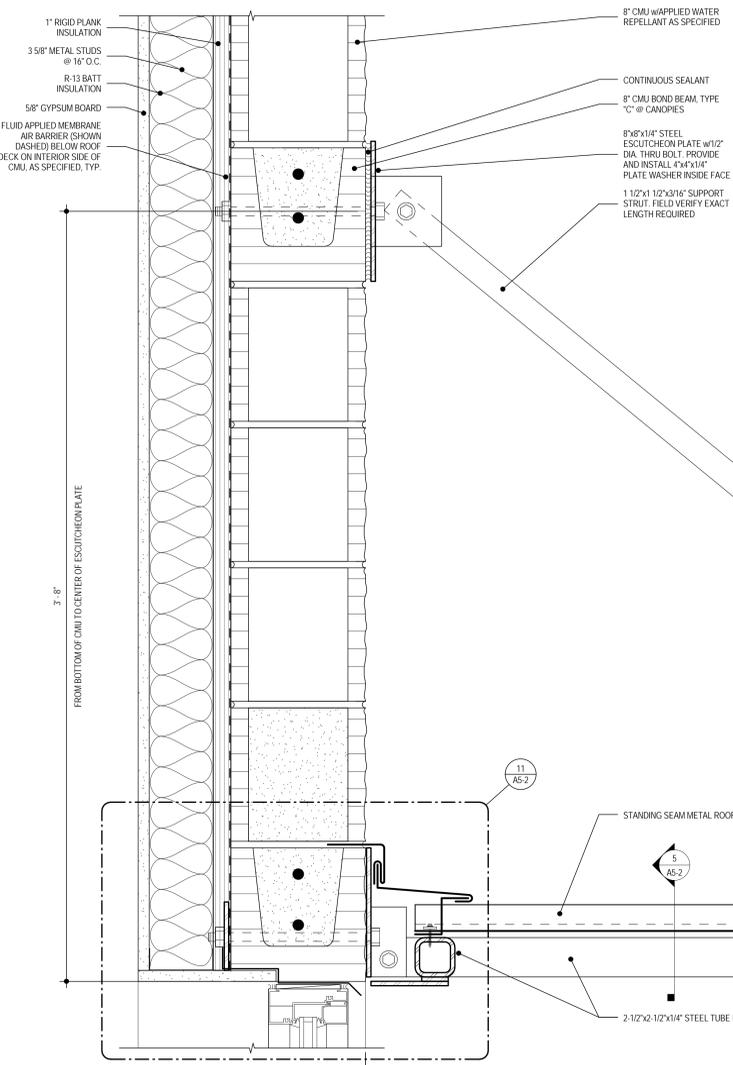 1" RIGID PLANK
INSULATION
3 5/8" METAL STUDS
@ 16" O.C.
R-13 BATT
INSULATION
5/8" GYPSUM BOARD
FLUID APPLIED MEMBRANE
AIR BARRIER (SHOWN
DASHED) BELOW ROOF
DECK ON INTERIOR SIDE OF
CMU, AS SPECIFIED, TYP.
8" CMU w/APPLIED WATER
REPELLANT AS SPECIFIED
CONTINUOUS SEALANT
8" CMU BOND BEAM, TYPE
"C" @ CANOPIES
8"x8"x1/4" STEEL
ESCUTCHEON PLATE w/1/2"
DIA. THRU BOLT. PROVIDE
AND INSTALL 4"x4"x1/4"
PLATE WASHER INSIDE FACE
1 1/2"x1 1/2"x3/16" SUPPORT
STRUT. FIELD VERIFY EXACT
LENGTH REQUIRED
3' - 8"
FROM BOTTOM OF CMU TO CENTER OF ESCUTCHEON PLATE
11
A5-2
STANDING SEAM METAL ROOF
5
A5-2
2-1/2"x2-1/2"x1/4" STEEL TUBE